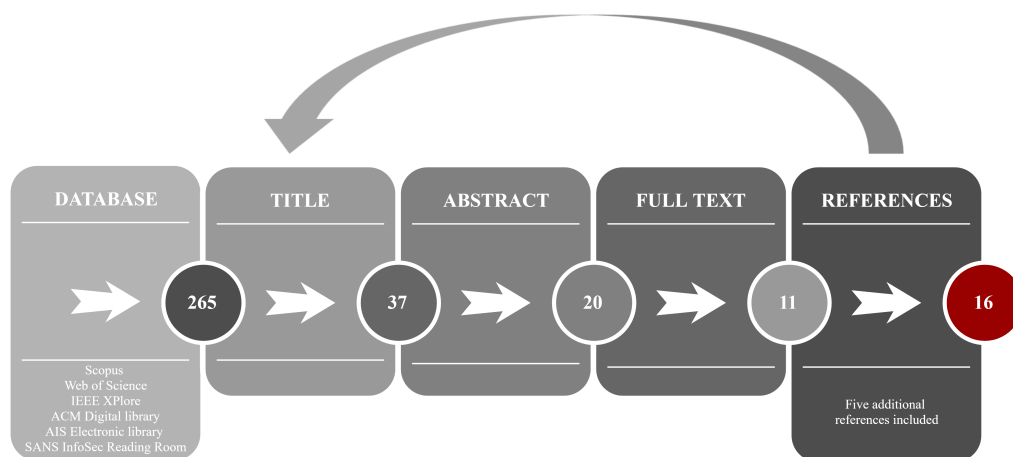 DATABASE
TITLE
ABSTRACT
FULL TEXT
REFERENCES
265
37
20
11
16
Scopus
Web of Science
IEEE XPlore
ACM Digital library
AIS Electronic library
SANS InfoSec Reading Room
Five additional
references included